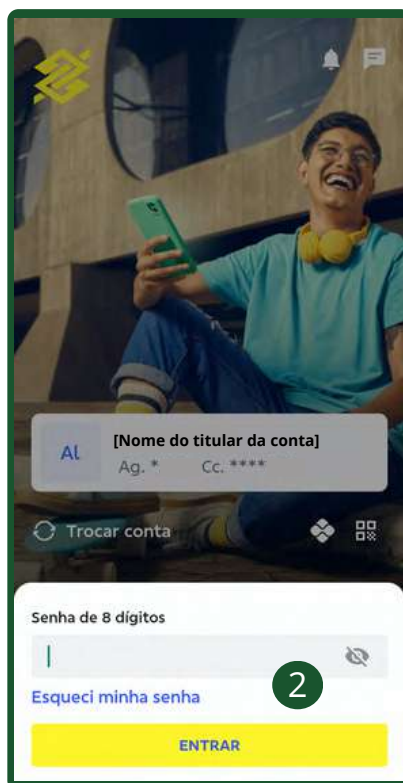 AL
[Nome do titular da conta]
Ag. * Cc. ****
Trocar conta
Senha de 8 dígitos
Esqueci minha senha
2
ENTRAR